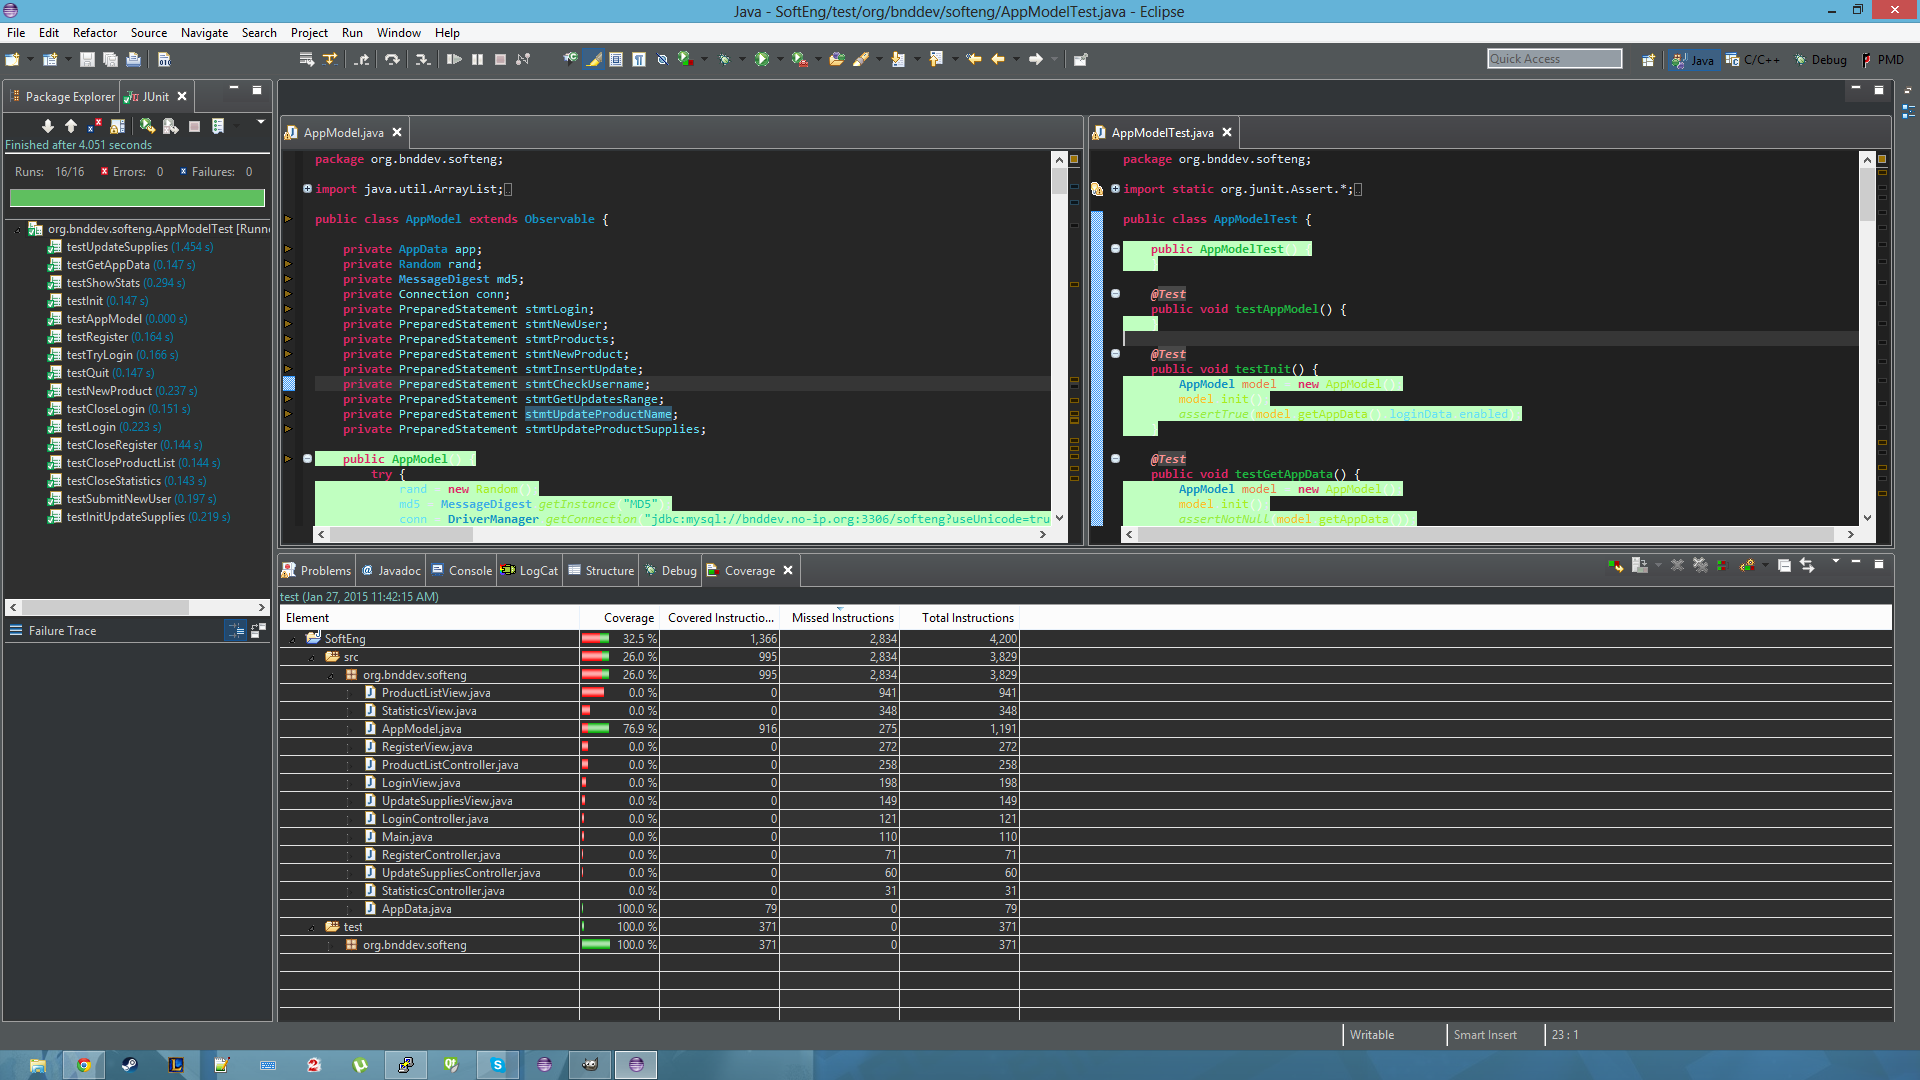 Java - SoftEng/test/org/bnddev/softeng/AppModelTest.java - Eclipse
File Edit Refactor Source Navigate Search Project Run Window Help
Quick Access
Java C/C++ Debug PMD
Package Explorer JUnit
Finished after 4.051 seconds
Runs: 16/16 Errors: 0 Failures: 0
org.bnddev.softeng.AppModelTest [Runne
testUpdateSupplies (1.454 s)
testGetAppData (0.147 s)
testShowStats (0.294 s)
testInit (0.147 s)
testAppModel (0.000 s)
testRegister (0.164 s)
testTryLogin (0.166 s)
testQuit (0.147 s)
testNewProduct (0.237 s)
testCloseLogin (0.151 s)
testLogin (0.223 s)
testCloseRegister (0.144 s)
testCloseProductList (0.144 s)
testCloseStatistics (0.143 s)
testSubmitNewUser (0.197 s)
testInitUpdateSupplies (0.219 s)
Failure Trace
AppModel.java
package org.bnddev.softeng;
import java.util.ArrayList;
public class AppModel extends Observable {
private AppData app;
private Random rand;
private MessageDigest md5;
private Connection conn;
private PreparedStatement stmtLogin;
private PreparedStatement stmtNewUser;
private PreparedStatement stmtProducts;
private PreparedStatement stmtNewProduct;
private PreparedStatement stmtInsertUpdate;
private PreparedStatement stmtCheckUsername;
private PreparedStatement stmtGetUpdatesRange;
private PreparedStatement stmtUpdateProductName;
private PreparedStatement stmtUpdateProductSupplies;
public AppModel() {
try {
rand new Random
md5 MessageDigest getInstance "MD5"
conn DriverManager getConnection "jdbc:mysql://bnddev.no-ip.org:3306/softeng?useUnicode=tru
AppModelTest.java
package org.bnddev.softeng;
import static org.junit.Assert.*;
public class AppModelTest {
public AppModelTest
@Test
public void testAppModel() {
@Test
public void testInit() {
AppModel model new AppModel()
model init()
assertTrue model getAppData() loginData enabled)
@Test
public void testGetAppData() {
AppModel model new AppModel()
model init()
assertNotNull(model getAppData())
Problems Javadoc Console LogCat Structure Debug Coverage
test (Jan 27, 2015 11:42:15 AM)
Element Coverage Covered Instructio... Missed Instructions Total Instructions
SoftEng 32.5 % 1,366 2,834 4,200
src 26.0 % 995 2,834 3,829
org.bnddev.softeng 26.0 % 995 2,834 3,829
ProductListView.java 0.0 % 0 941 941
StatisticsView.java 0.0 % 0 348 348
AppModel.java 76.9 % 916 275 1,191
RegisterView.java 0.0 % 0 272 272
ProductListController.java 0.0 % 0 258 258
LoginView.java 0.0 % 0 198 198
UpdateSuppliesView.java 0.0 % 0 149 149
LoginController.java 0.0 % 0 121 121
Main.java 0.0 % 0 110 110
RegisterController.java 0.0 % 0 71 71
UpdateSuppliesController.java 0.0 % 0 60 60
StatisticsController.java 0.0 % 0 31 31
AppData.java 100.0 % 79 0 79
test 100.0 % 371 0 371
org.bnddev.softeng 100.0 % 371 0 371
Writable Smart Insert 23 : 1